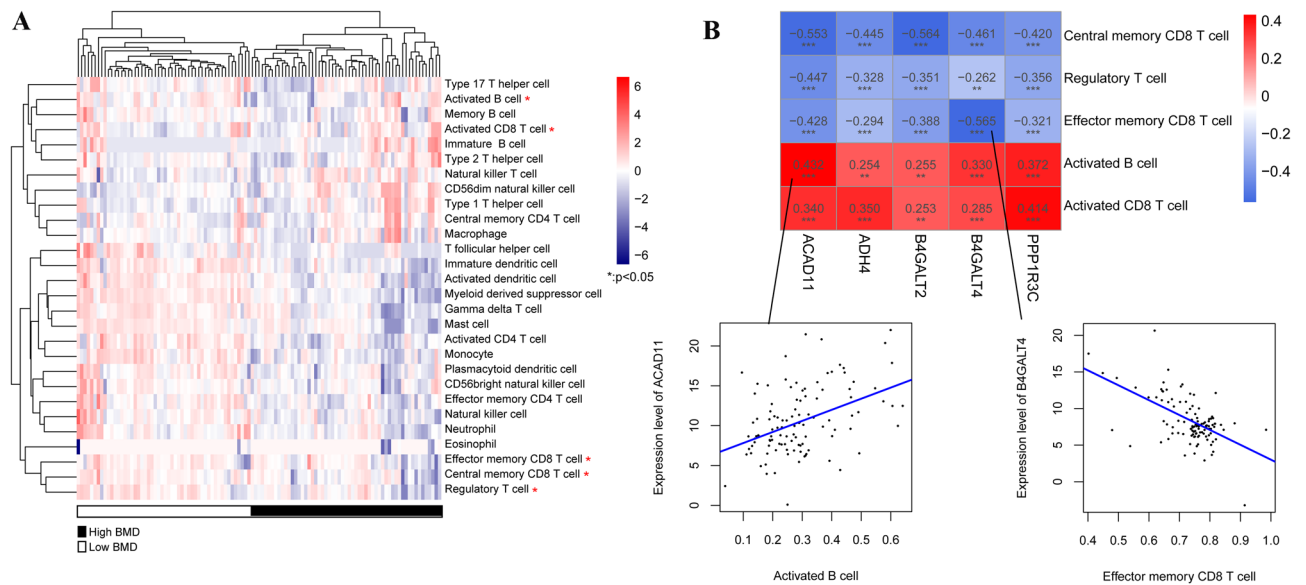 A
Type 17 T helper cell
Activated B cell *
Memory B cell
Activated CD8 T cell *
Immature B cell
Type 2 T helper cell
Natural killer T cell
CD56dim natural killer cell
Type 1 T helper cell
Central memory CD4 T cell
Macrophage
T follicular helper cell
Immature dendritic cell
Activated dendritic cell
Myeloid derived suppressor cell
Gamma delta T cell
Mast cell
Activated CD4 T cell
Monocyte
Plasmacytoid dendritic cell
CD56bright natural killer cell
Effector memory CD4 T cell
Natural killer cell
Neutrophil
Eosinophil
Effector memory CD8 T cell *
Central memory CD8 T cell *
Regulatory T cell *
6
4
2
0
−2
−4
−6
*:p<0.05
High BMD
Low BMD
B
−0.553 −0.445 −0.564 −0.461 −0.420 Central memory CD8 T cell
*** *** *** *** ***
−0.447 −0.328 −0.351 −0.262 −0.356 Regulatory T cell
*** *** *** ** ***
−0.428 −0.294 −0.388 −0.565 −0.321 Effector memory CD8 T cell
*** *** *** *** ***
0.432 0.254 0.255 0.330 0.372 Activated B cell
*** ** ** *** ***
0.340 0.350 0.253 0.285 0.414 Activated CD8 T cell
*** *** ** *** ***
ACAD11 ADH4 B4GALT2 B4GALT4 PPP1R3C
0.4
0.2
0
−0.2
−0.4
Expression level of ACAD11
20
15
10
5
0
0.1 0.2 0.3 0.4 0.5 0.6
Activated B cell
Expression level of B4GALT4
20
15
10
5
0
0.4 0.5 0.6 0.7 0.8 0.9 1.0
Effector memory CD8 T cell